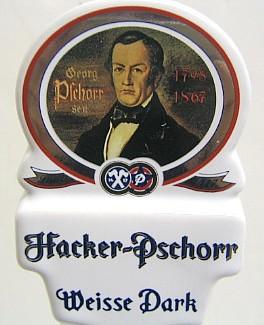 Georg
Pschorr
sen
1798
1867
Hacker-Pschorr
Weisse Dark